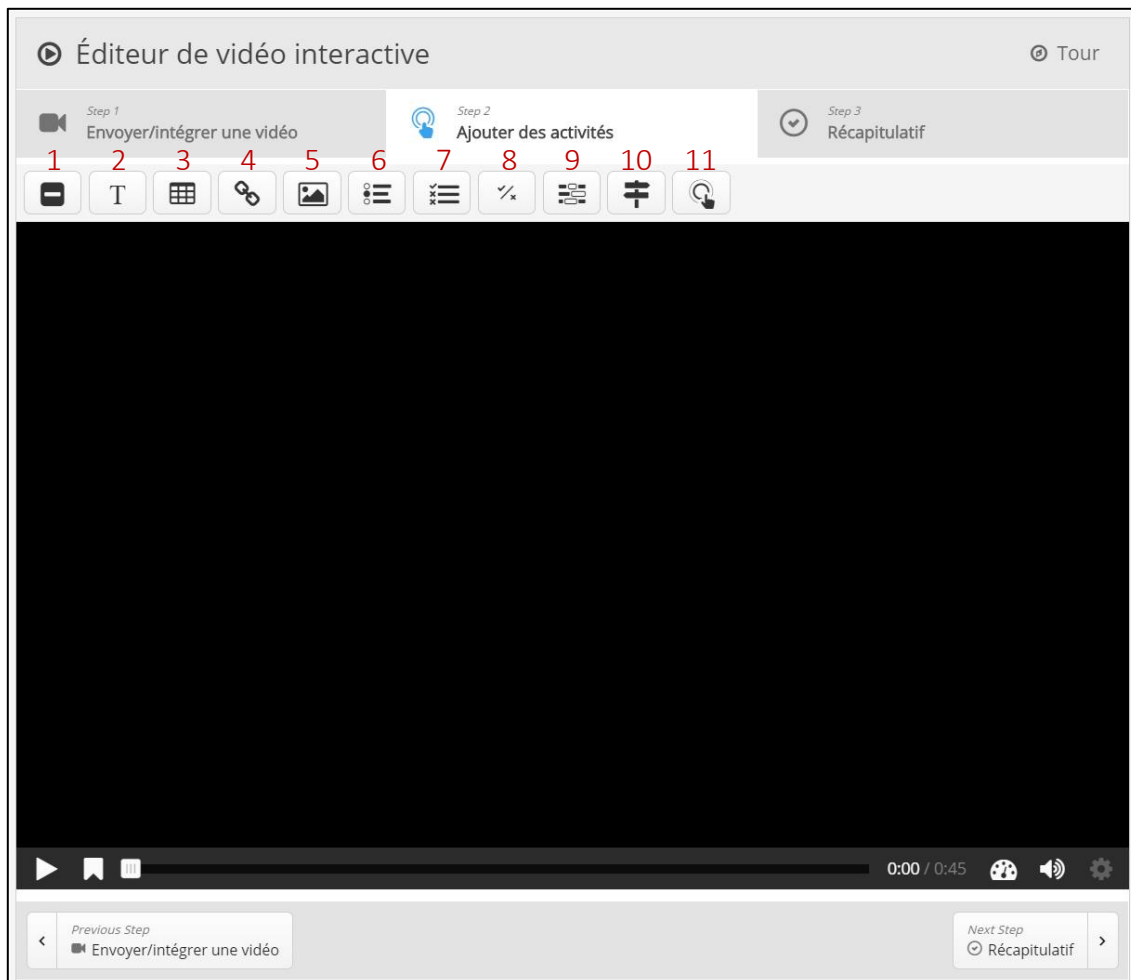 Éditeur de vidéo interactive
Tour
Step 1
Envoyer/intégrer une vidéo
Step 2
Ajouter des activités
Step 3
Récapitulatif
1 2 3 4 5 6 7 8 9 10 11
T
0:00 / 0:45
Previous Step
Envoyer/intégrer une vidéo
Next Step
Récapitulatif